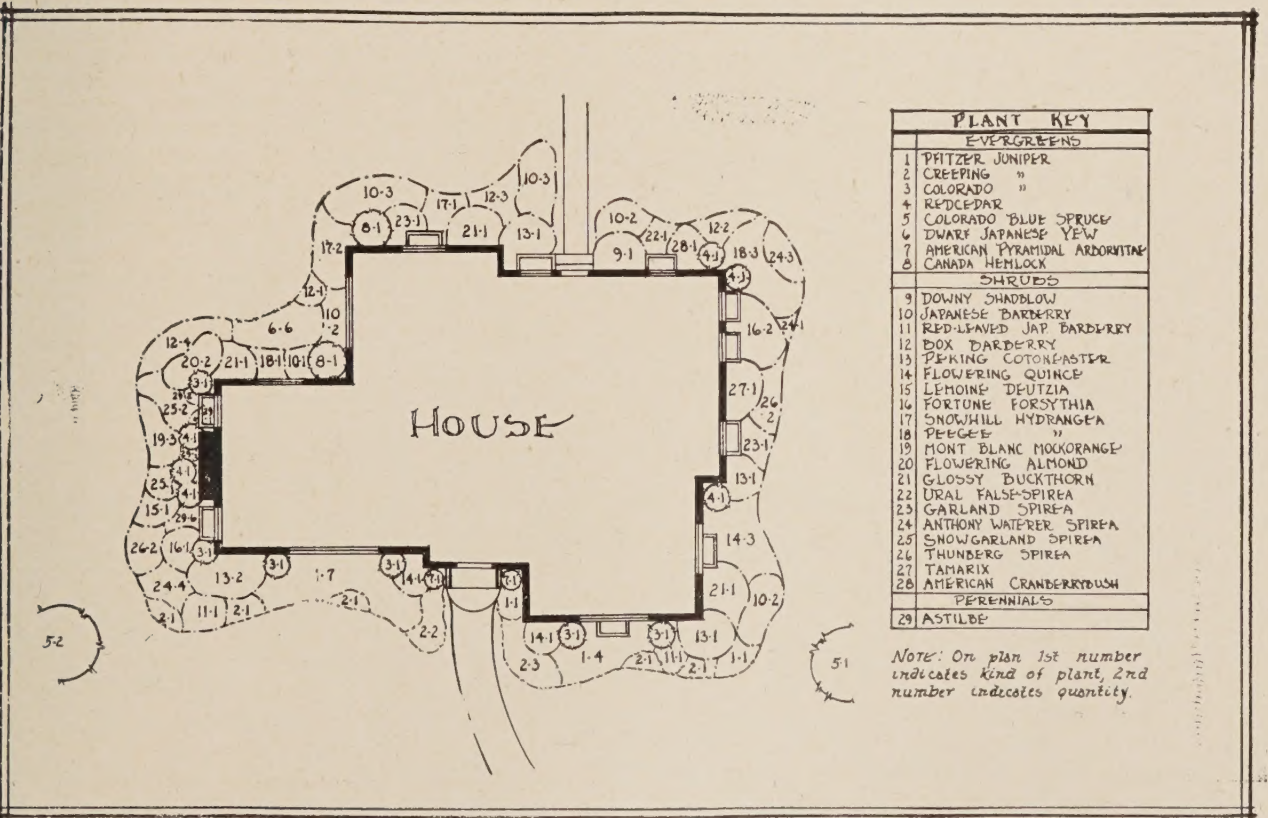 10-3
10-3
17-1
12-3
8-1
23-1
21-1
13-1
10-2
22-1
28-1
12-2
9-1
4-1
18-3
24-3
4-1
17-2
12-1
10
-2
6-6
12-4
20-2
21-1
18-1
10-1
8-1
3-1
25-2
29
19-3
4-1
4-1
25-1
4-1
15-1
29-6
26-2
16-1
3-1
HOUSE
16-2
24-1
27-1
26
-2
23-1
13-1
4-1
14-3
21-1
10-2
24-4
13-2
3-1
3-1
14-1
7-1
7-1
1-1
2-1
11-1
2-1
2-1
2-2
14-1
3-1
3-1
13-1
2-3
1-4
2-1
11-1
2-1
1-1
5-2
5-1
PLANT KEY
EVERGREENS
1 PFITZER JUNIPER
2 CREEPING "
3 COLORADO "
4 REDCEDAR
5 COLORADO BLUE SPRUCE
6 DWARF JAPANESE YEW
7 AMERICAN PYRAMIDAL ARBORVITAE
8 CANADA HEMLOCK
SHRUBS
9 DOWNY SHADBLOW
10 JAPANESE BARBERRY
11 RED-LEAVED JAP. BARBERRY
12 BOX BARBERRY
13 PEKING COTONEASTER
14 FLOWERING QUINCE
15 LEMOINE DEUTZIA
16 FORTUNE FORSYTHIA
17 SNOWHILL HYDRANGEA
18 PEEGEE "
19 MONT BLANC MOCKORANGE
20 FLOWERING ALMOND
21 GLOSSY BUCKTHORN
22 URAL FALSE-SPIREA
23 GARLAND SPIREA
24 ANTHONY WATERER SPIREA
25 SNOWGARLAND SPIREA
26 THUNBERG SPIREA
27 TAMARIX
28 AMERICAN CRANBERRYBUSH
PERENNIALS
29 ASTILBE
NOTE: On plan 1st number
indicates kind of plant, 2nd
number indicates quantity.